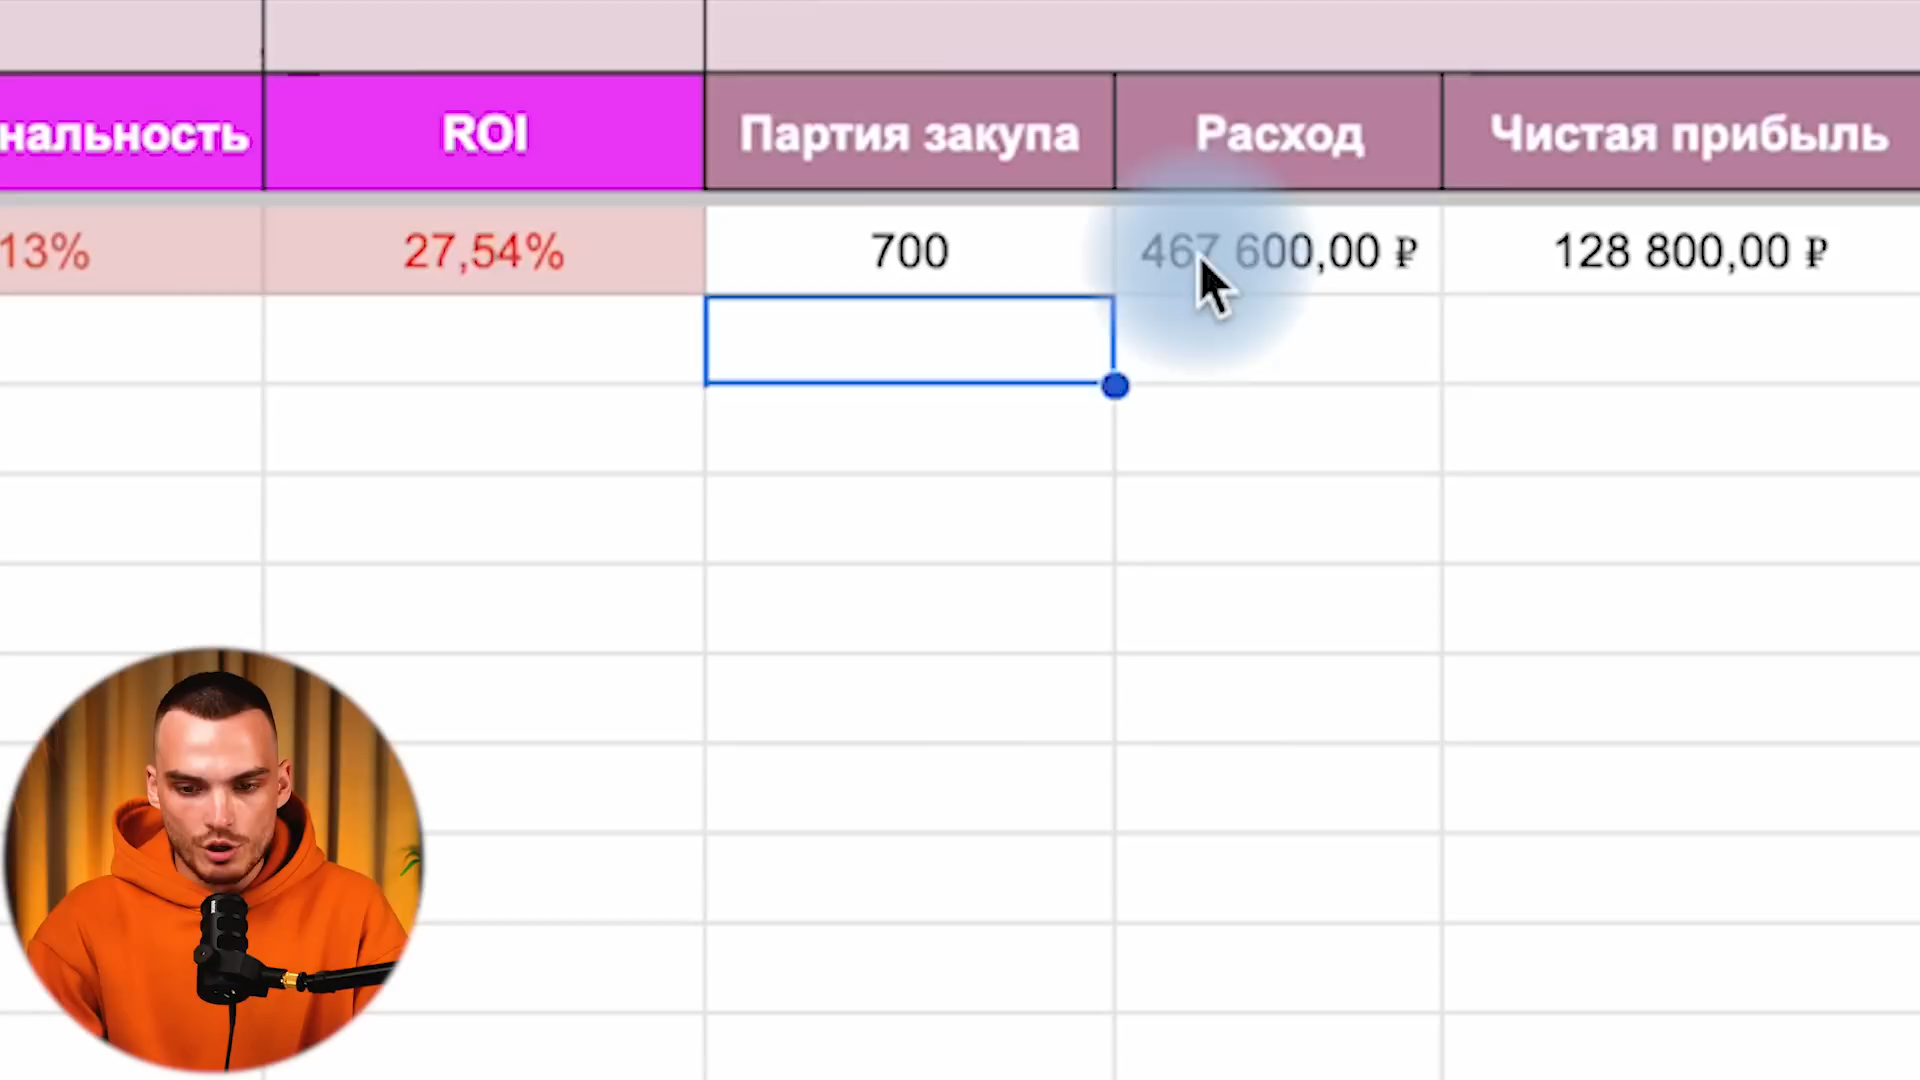 нальность ROI Партия закупа Расход Чистая прибыль
13% 27,54% 700 467 600,00 ₽ 128 800,00 ₽